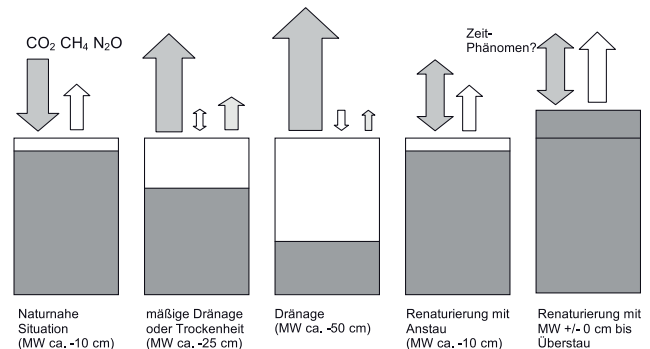 CO₂ CH₄ N₂O
Zeit-
Phänomen?
Naturnahe
Situation
(MW ca. -10 cm)
mäßige Dränage
oder Trockenheit
(MW ca. -25 cm)
Dränage
(MW ca. -50 cm)
Renaturierung mit
Anstau
(MW ca. -10 cm)
Renaturierung mit
MW +/- 0 cm bis
Überstau